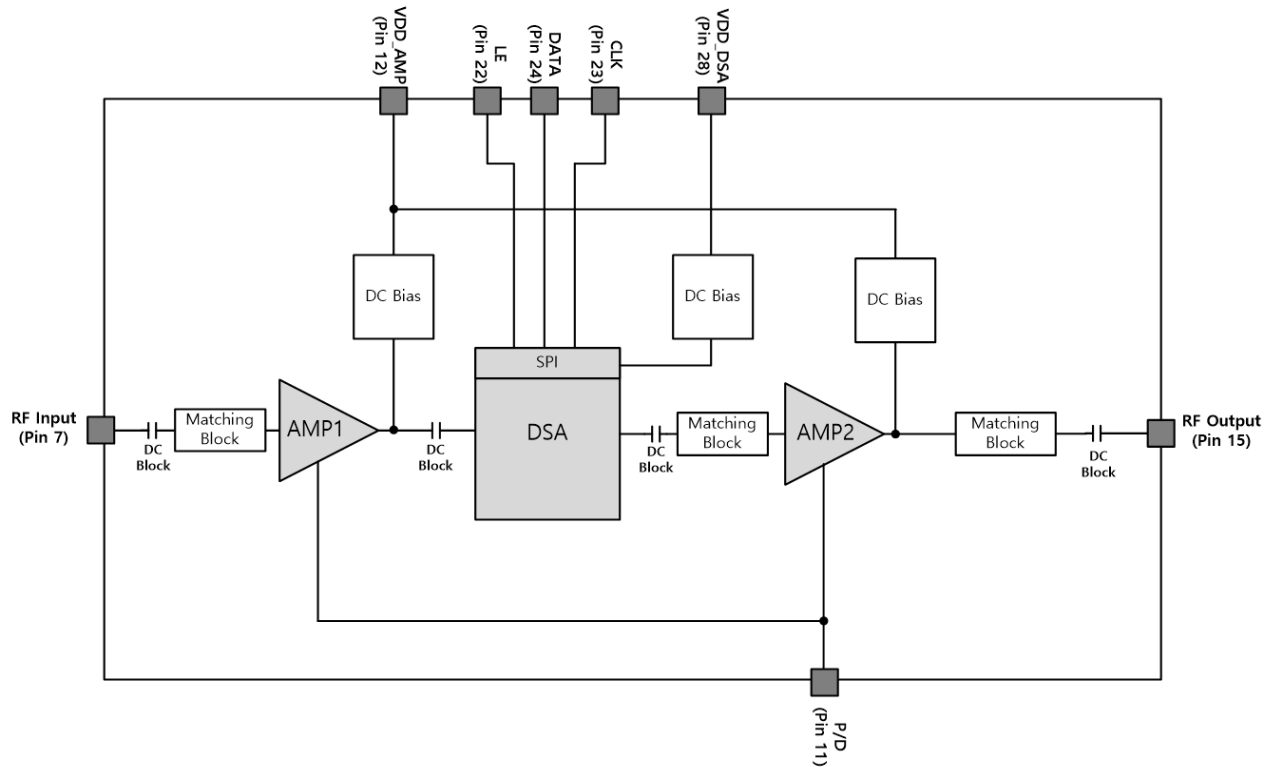 VDD_AMP
(Pin 12)
LE
(Pin 22)
DATA
(Pin 24)
CLK
(Pin 23)
VDD_DSA
(Pin 28)
DC Bias
DC Bias
DC Bias
SPI
RF Input
(Pin 7)
DC
Block
Matching
Block
AMP1
DC
Block
DSA
DC
Block
Matching
Block
AMP2
Matching
Block
DC
Block
RF Output
(Pin 15)
P/D
(Pin 11)